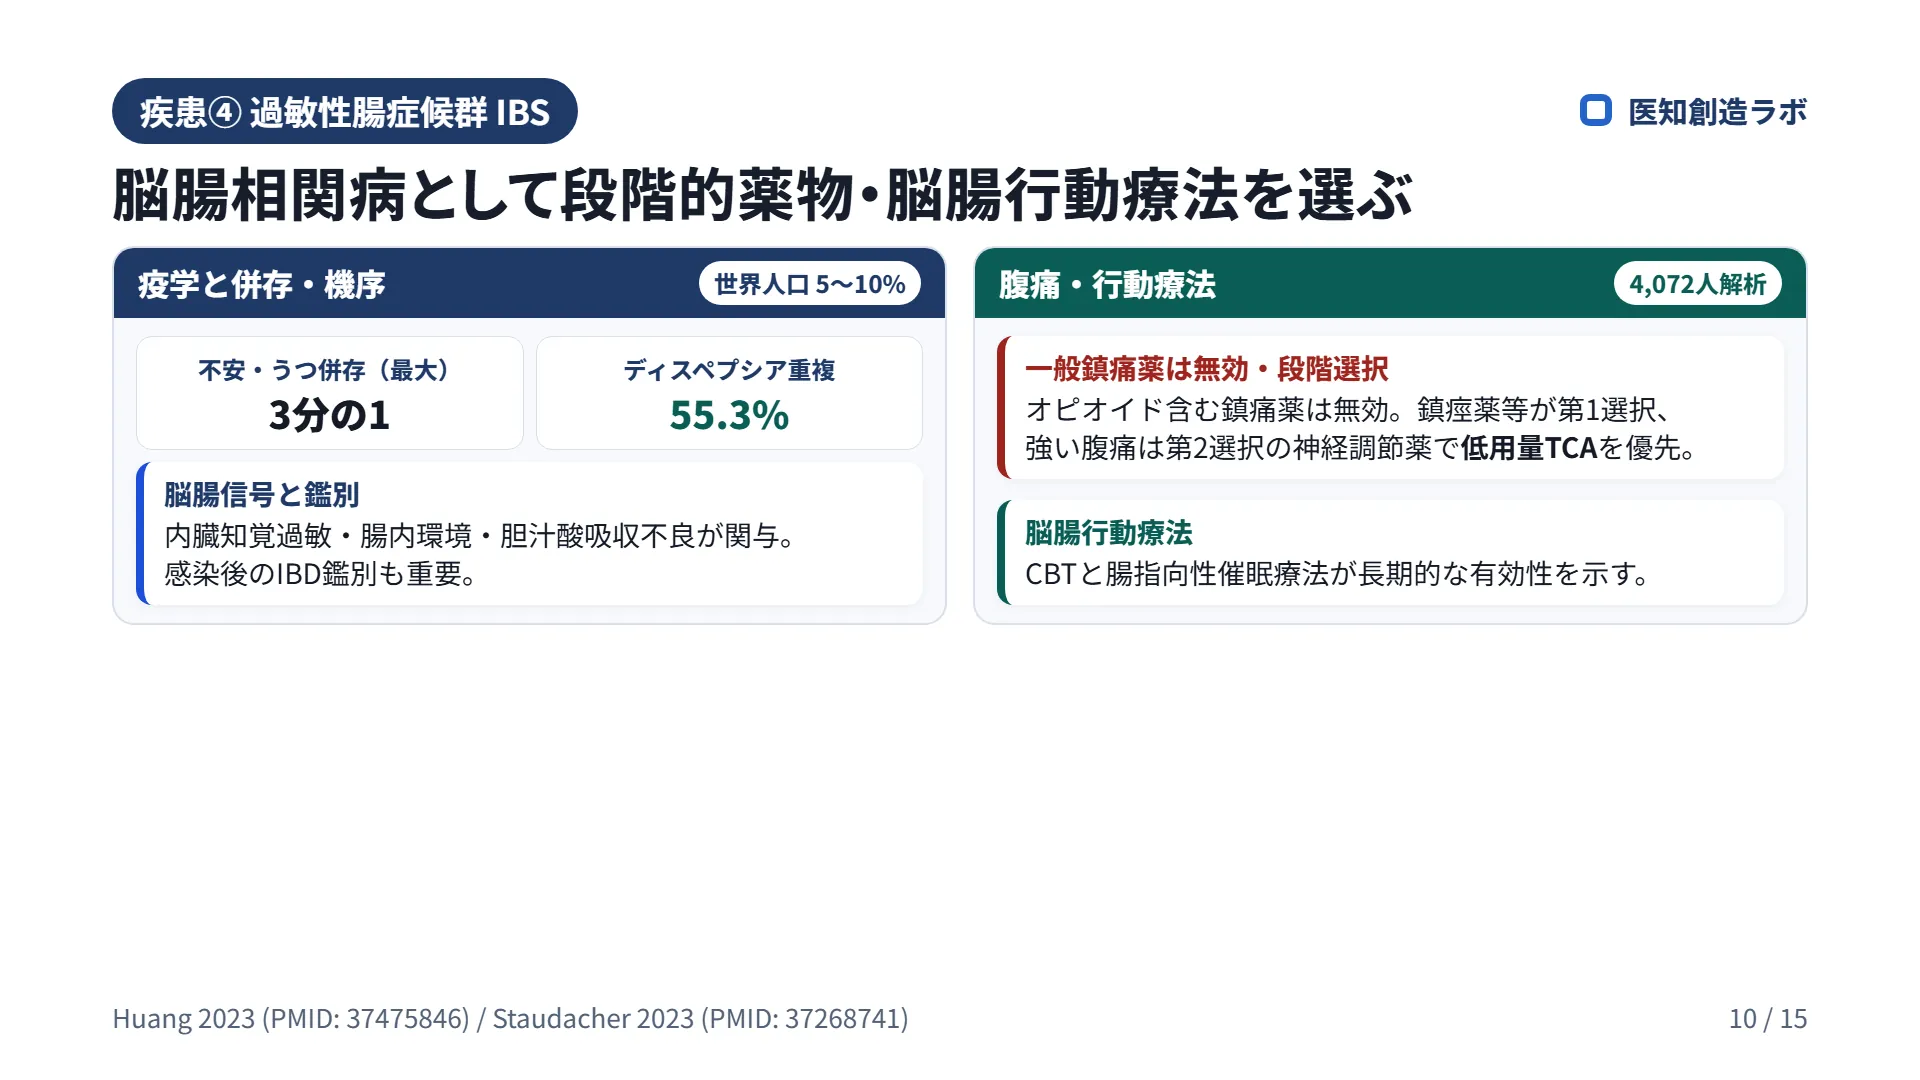 疾患④ 過敏性腸症候群 IBS
医知創造ラボ
脳腸相関病として段階的薬物・脳腸行動療法を選ぶ
疫学と併存・機序
世界人口 5〜10%
不安・うつ併存（最大）
3分の1
ディスペプシア重複
55.3%
脳腸信号と鑑別
内臓知覚過敏・腸内環境・胆汁酸吸収不良が関与。
感染後のIBD鑑別も重要。
腹痛・行動療法
4,072人解析
一般鎮痛薬は無効・段階選択
オピオイド含む鎮痛薬は無効。鎮痙薬等が第1選択、
強い腹痛は第2選択の神経調節薬で低用量TCAを優先。
脳腸行動療法
CBTと腸指向性催眠療法が長期的な有効性を示す。
Huang 2023 (PMID: 37475846) / Staudacher 2023 (PMID: 37268741)
10 / 15